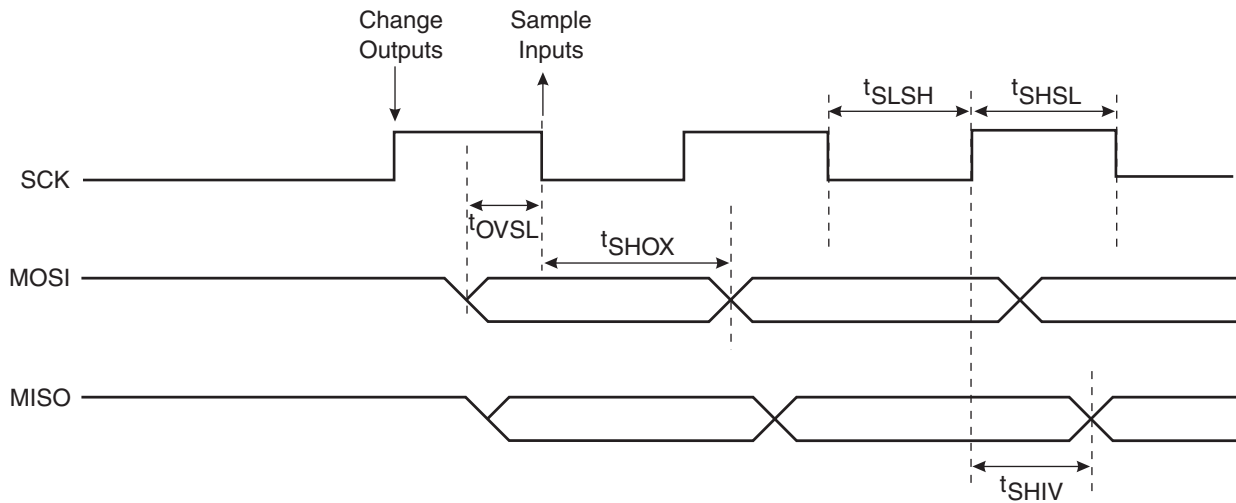 Change
Outputs
Sample
Inputs
tSLSH
tSHSL
SCK
tOVSL
tSHOX
MOSI
MISO
tSHIV